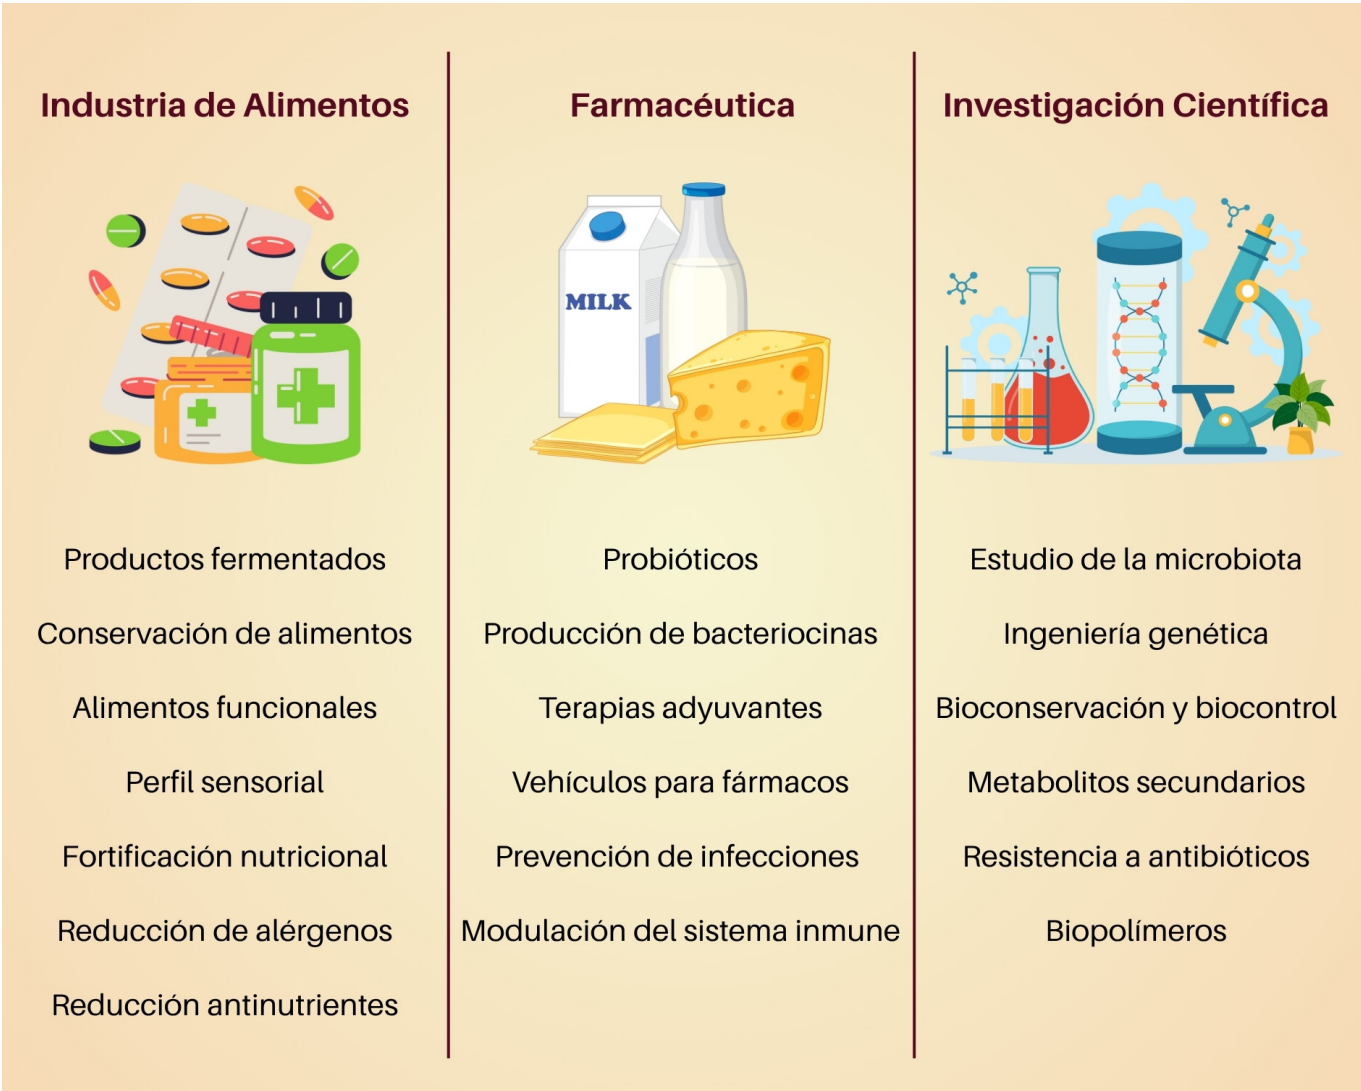 Industria de Alimentos
Farmacéutica
Investigación Científica
MILK
Productos fermentados
Conservación de alimentos
Alimentos funcionales
Perfil sensorial
Fortificación nutricional
Reducción de alérgenos
Reducción antinutrientes
Probióticos
Producción de bacteriocinas
Terapias adyuvantes
Vehículos para fármacos
Prevención de infecciones
Modulación del sistema inmune
Estudio de la microbiota
Ingeniería genética
Bioconservación y biocontrol
Metabolitos secundarios
Resistencia a antibióticos
Biopolímeros